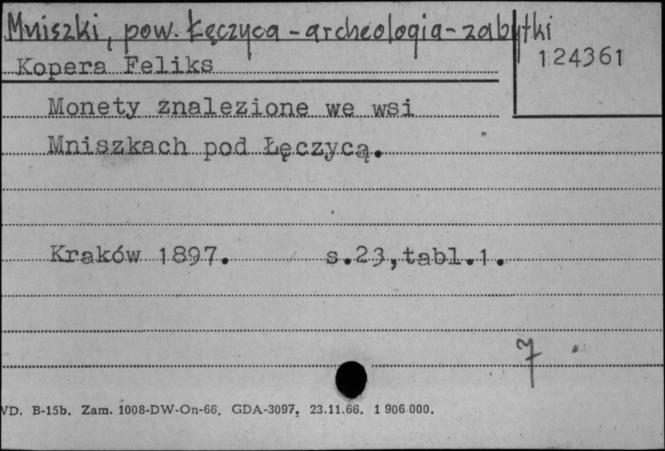 Mniszki, pow. Łęczyca - archeologia - zabytki
124361
Kopera Feliks
Monety znalezione we wsi
Mniszkach pod Łęczycą.
Kraków 1897. s.23,tabl.1.
7
VD. B-15b. Zam. 1008-DW-On-66. GDA-3097. 23.11.66. 1 906 000.